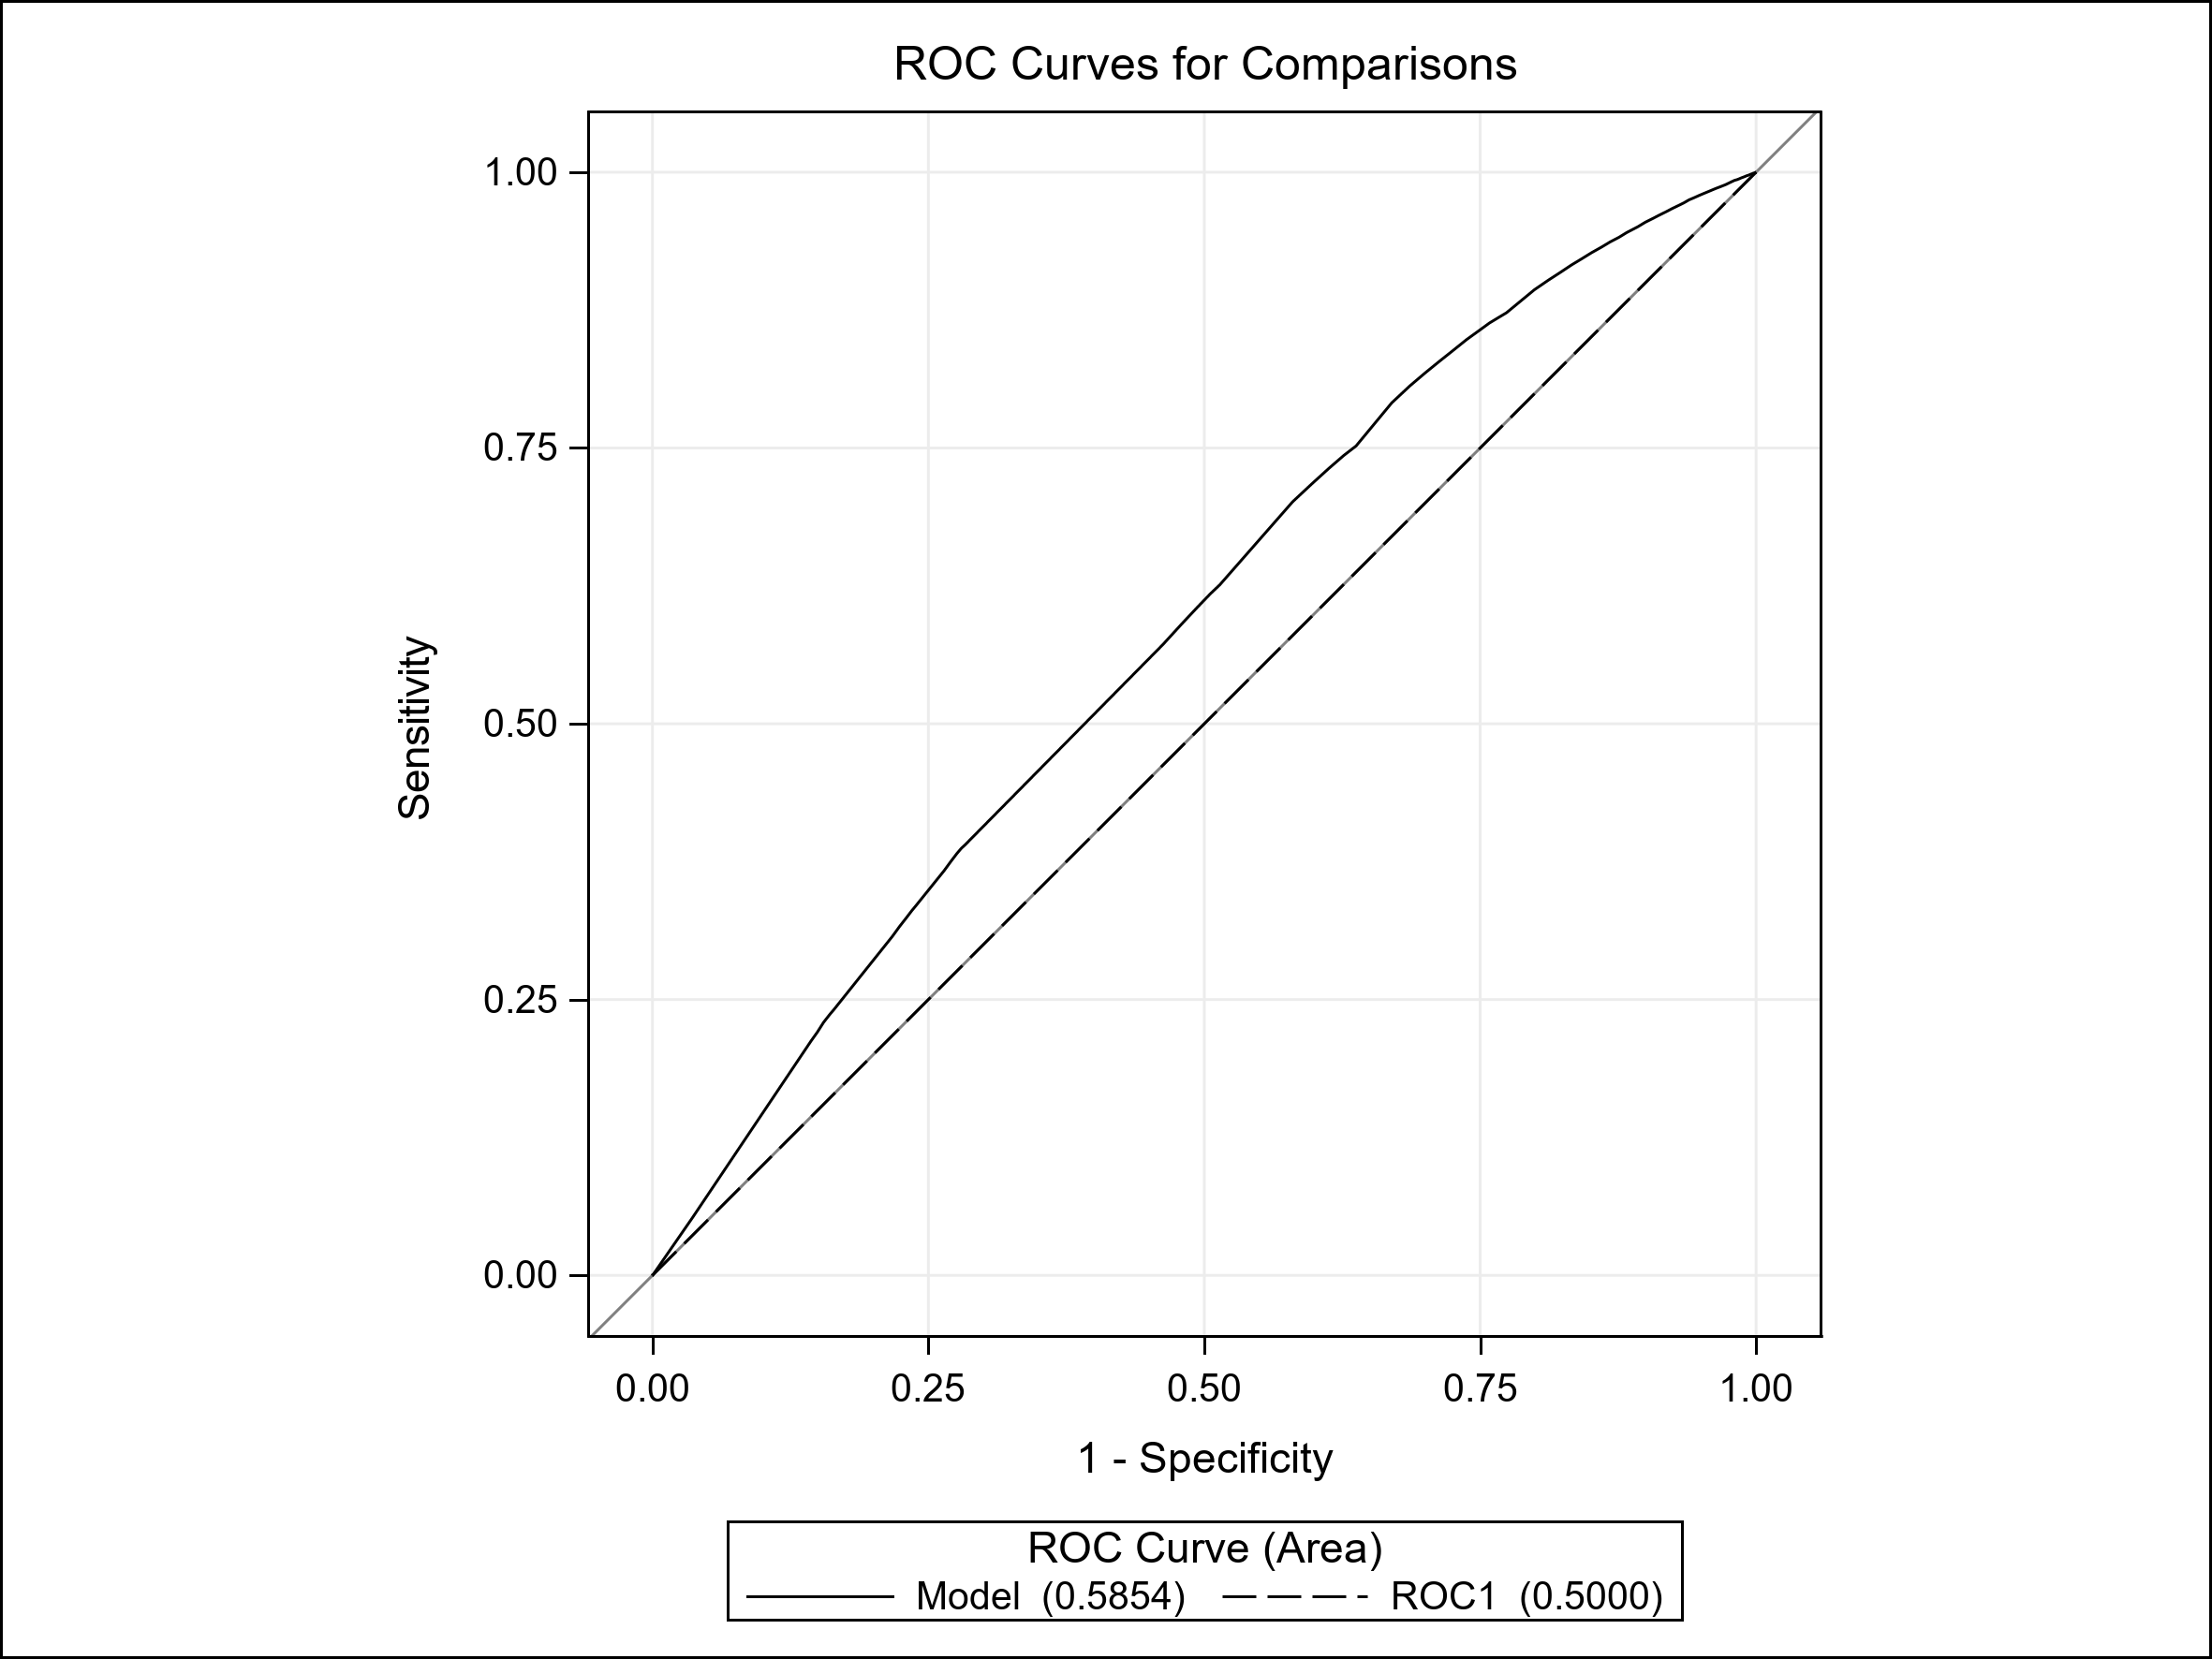 ROC Curves for Comparisons
1.00
0.75
0.50
0.25
0.00
Sensitivity
0.00 0.25 0.50 0.75 1.00
1 - Specificity
ROC Curve (Area)
Model (0.5854) ROC1 (0.5000)